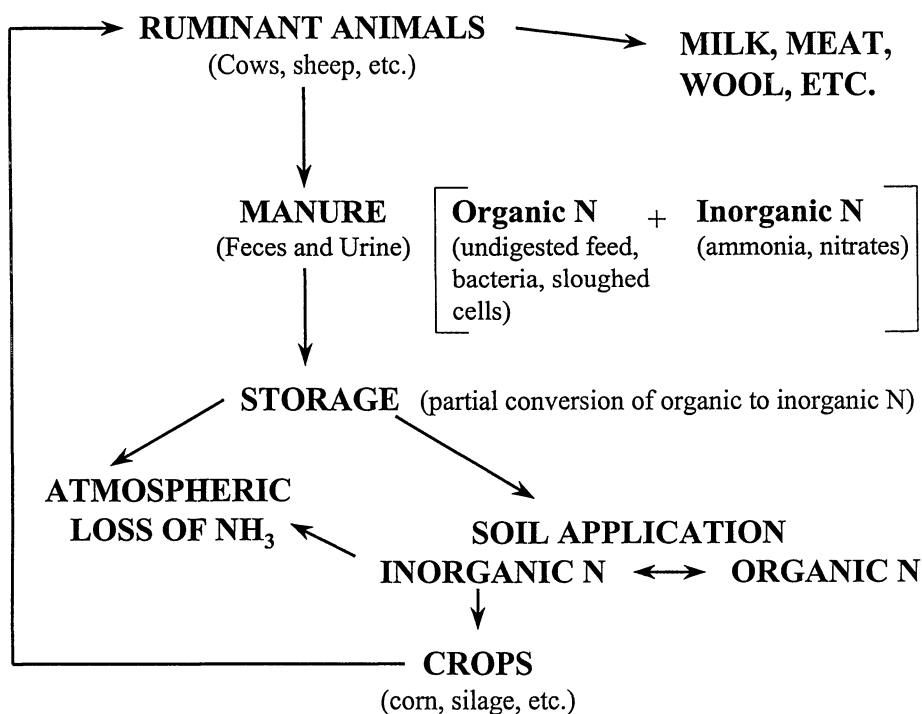 RUMINANT ANIMALS
(Cows, sheep, etc.)
MILK, MEAT,
WOOL, ETC.
MANURE
(Feces and Urine)
Organic N
(undigested feed,
bacteria, sloughed
cells)
+
Inorganic N
(ammonia, nitrates)
STORAGE (partial conversion of organic to inorganic N)
ATMOSPHERIC
LOSS OF NH₃
SOIL APPLICATION
INORGANIC N
ORGANIC N
CROPS
(corn, silage, etc.)